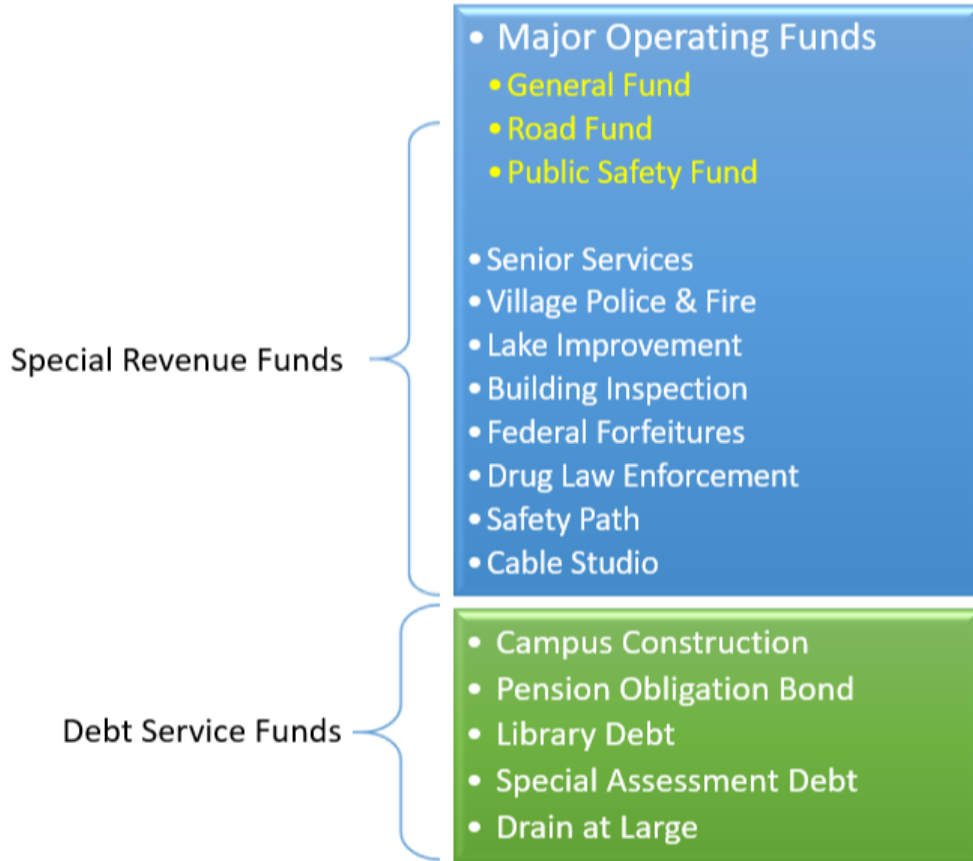 • Major Operating Funds
• General Fund
• Road Fund
• Public Safety Fund
Special Revenue Funds
• Senior Services
• Village Police & Fire
• Lake Improvement
• Building Inspection
• Federal Forfeitures
• Drug Law Enforcement
• Safety Path
• Cable Studio
Debt Service Funds
• Campus Construction
• Pension Obligation Bond
• Library Debt
• Special Assessment Debt
• Drain at Large